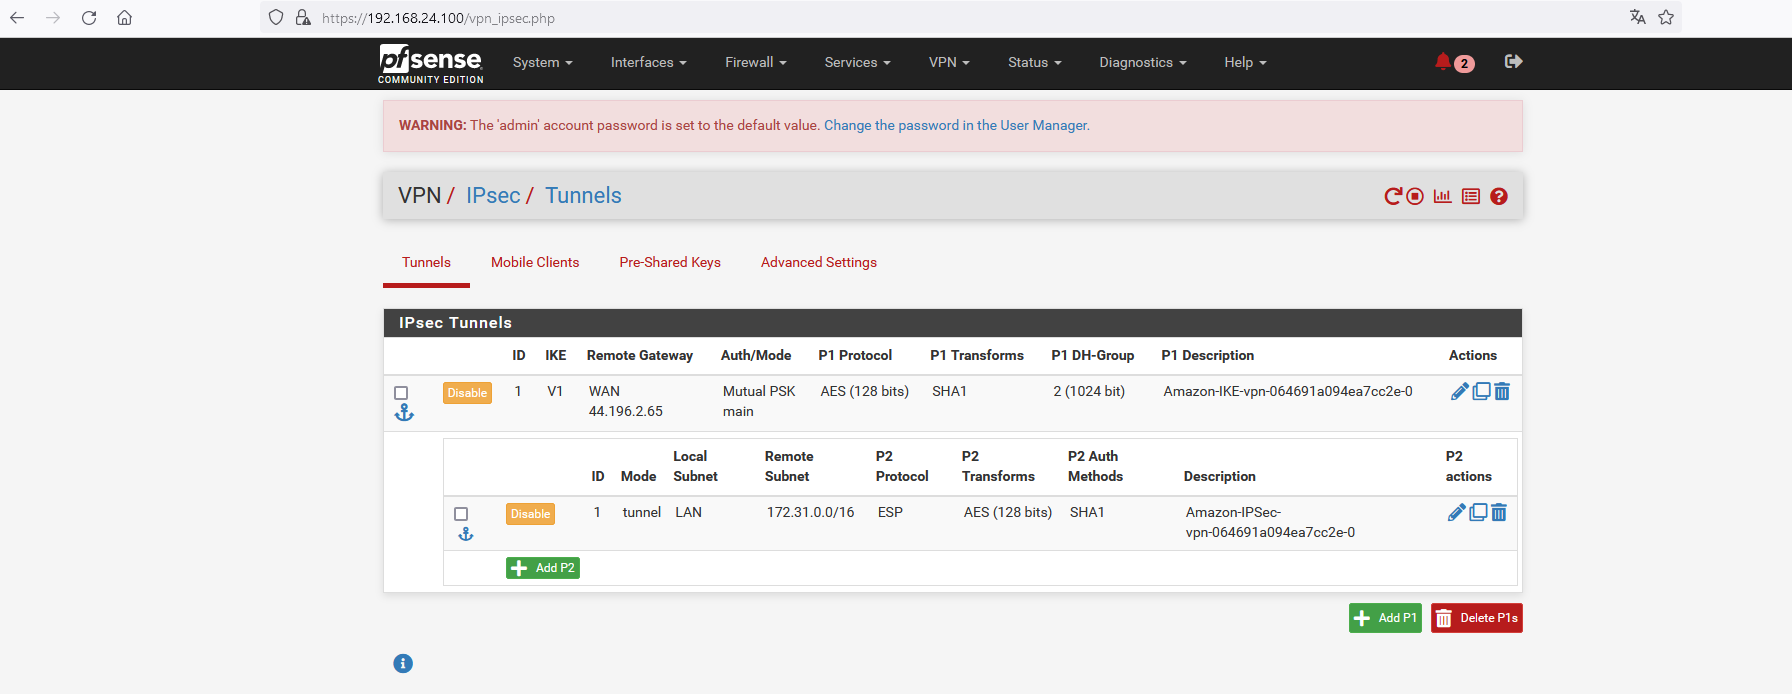 https://192.168.24.100/vpn_ipsec.php
pfsense
COMMUNITY EDITION
System
Interfaces
Firewall
Services
VPN
Status
Diagnostics
Help
2
WARNING: The 'admin' account password is set to the default value. Change the password in the User Manager.
VPN / IPsec / Tunnels
Tunnels
Mobile Clients
Pre-Shared Keys
Advanced Settings
IPsec Tunnels
ID IKE Remote Gateway Auth/Mode P1 Protocol P1 Transforms P1 DH-Group P1 Description Actions
Disable 1 V1 WAN Mutual PSK AES (128 bits) SHA1 2 (1024 bit) Amazon-IKE-vpn-064691a094ea7cc2e-0
44.196.2.65 main
Local Remote P2 P2 P2 Auth P2
ID Mode Subnet Subnet Protocol Transforms Methods Description actions
Disable 1 tunnel LAN 172.31.0.0/16 ESP AES (128 bits) SHA1 Amazon-IPSec-
vpn-064691a094ea7cc2e-0
Add P2
Add P1
Delete P1s